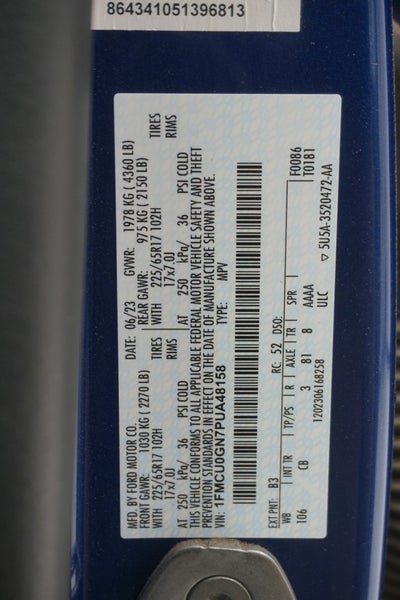 864341051396813
MFD. BY FORD MOTOR CO.
DATE: 06/23 GVWR: 1978 KG ( 4360 LB)
FRONT GAWR: 1030 KG ( 2270 LB) REAR GAWR: 975 KG ( 2150 LB)
WITH 225/65R17 102H TIRES WITH 225/65R17 102H TIRES
17x7.0J RIMS 17x7.0J RIMS
AT 250 kPa/ 36 PSI COLD AT 250 kPa/ 36 PSI COLD
THIS VEHICLE CONFORMS TO ALL APPLICABLE FEDERAL MOTOR VEHICLE SAFETY AND THEFT
PREVENTION STANDARDS IN EFFECT ON THE DATE OF MANUFACTURE SHOWN ABOVE.
VIN: 1FMCU0GN7PUA48158 TYPE: MPV
F0086
T0181
EXT PNT: B3 RC: 52 DSO:
WB INT TR TP/PS R AXLE TR SPR
106 CB 3 B1 8 AAAA
ULC
1202306168258 ▽ 5U5A-3520472-AA